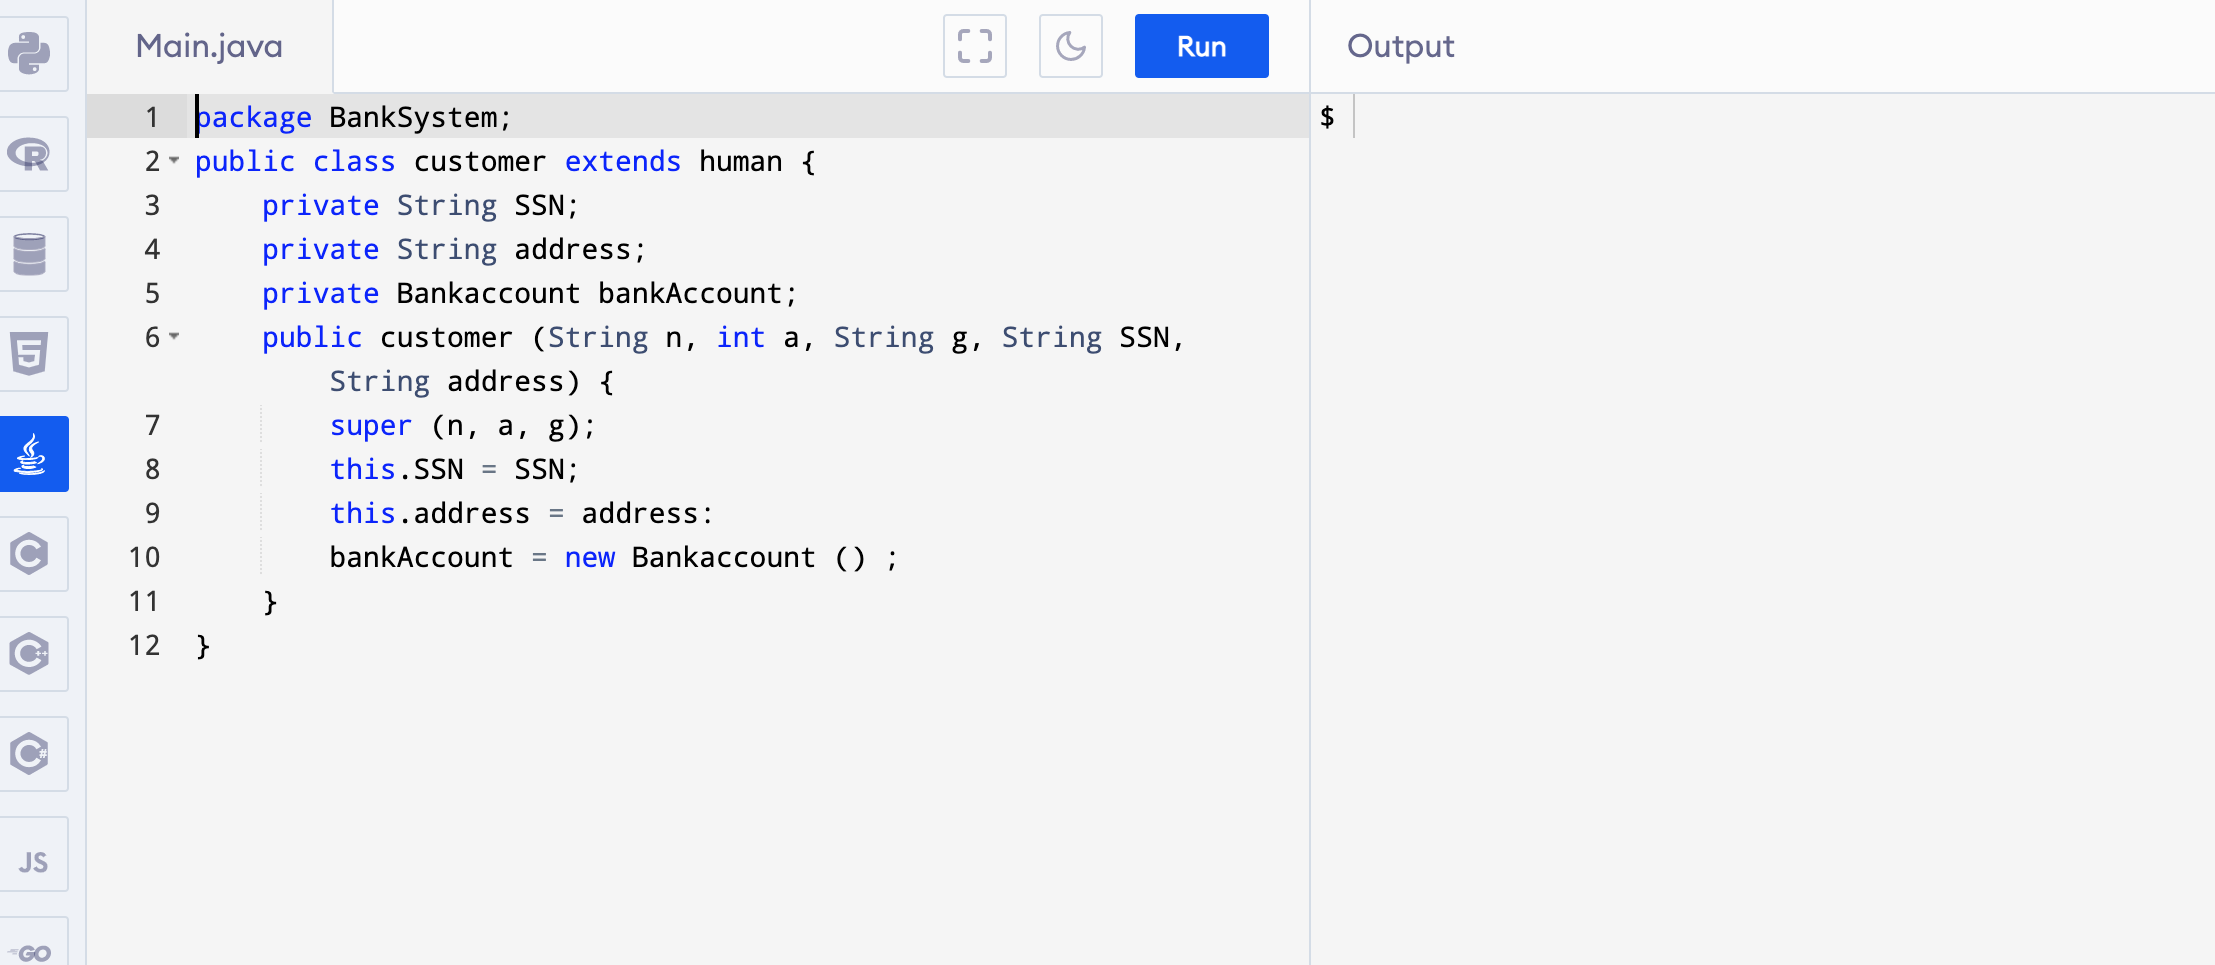 Main.java
Run
Output
1 package BankSystem;
2 public class customer extends human {
3 private String SSN;
4 private String address;
5 private Bankaccount bankAccount;
6 public customer (String n, int a, String g, String SSN,
String address) {
7 super (n, a, g);
8 this.SSN = SSN;
9 this.address = address:
10 bankAccount = new Bankaccount () ;
11 }
12 }
$
R
5
C
C++
C#
JS
GO